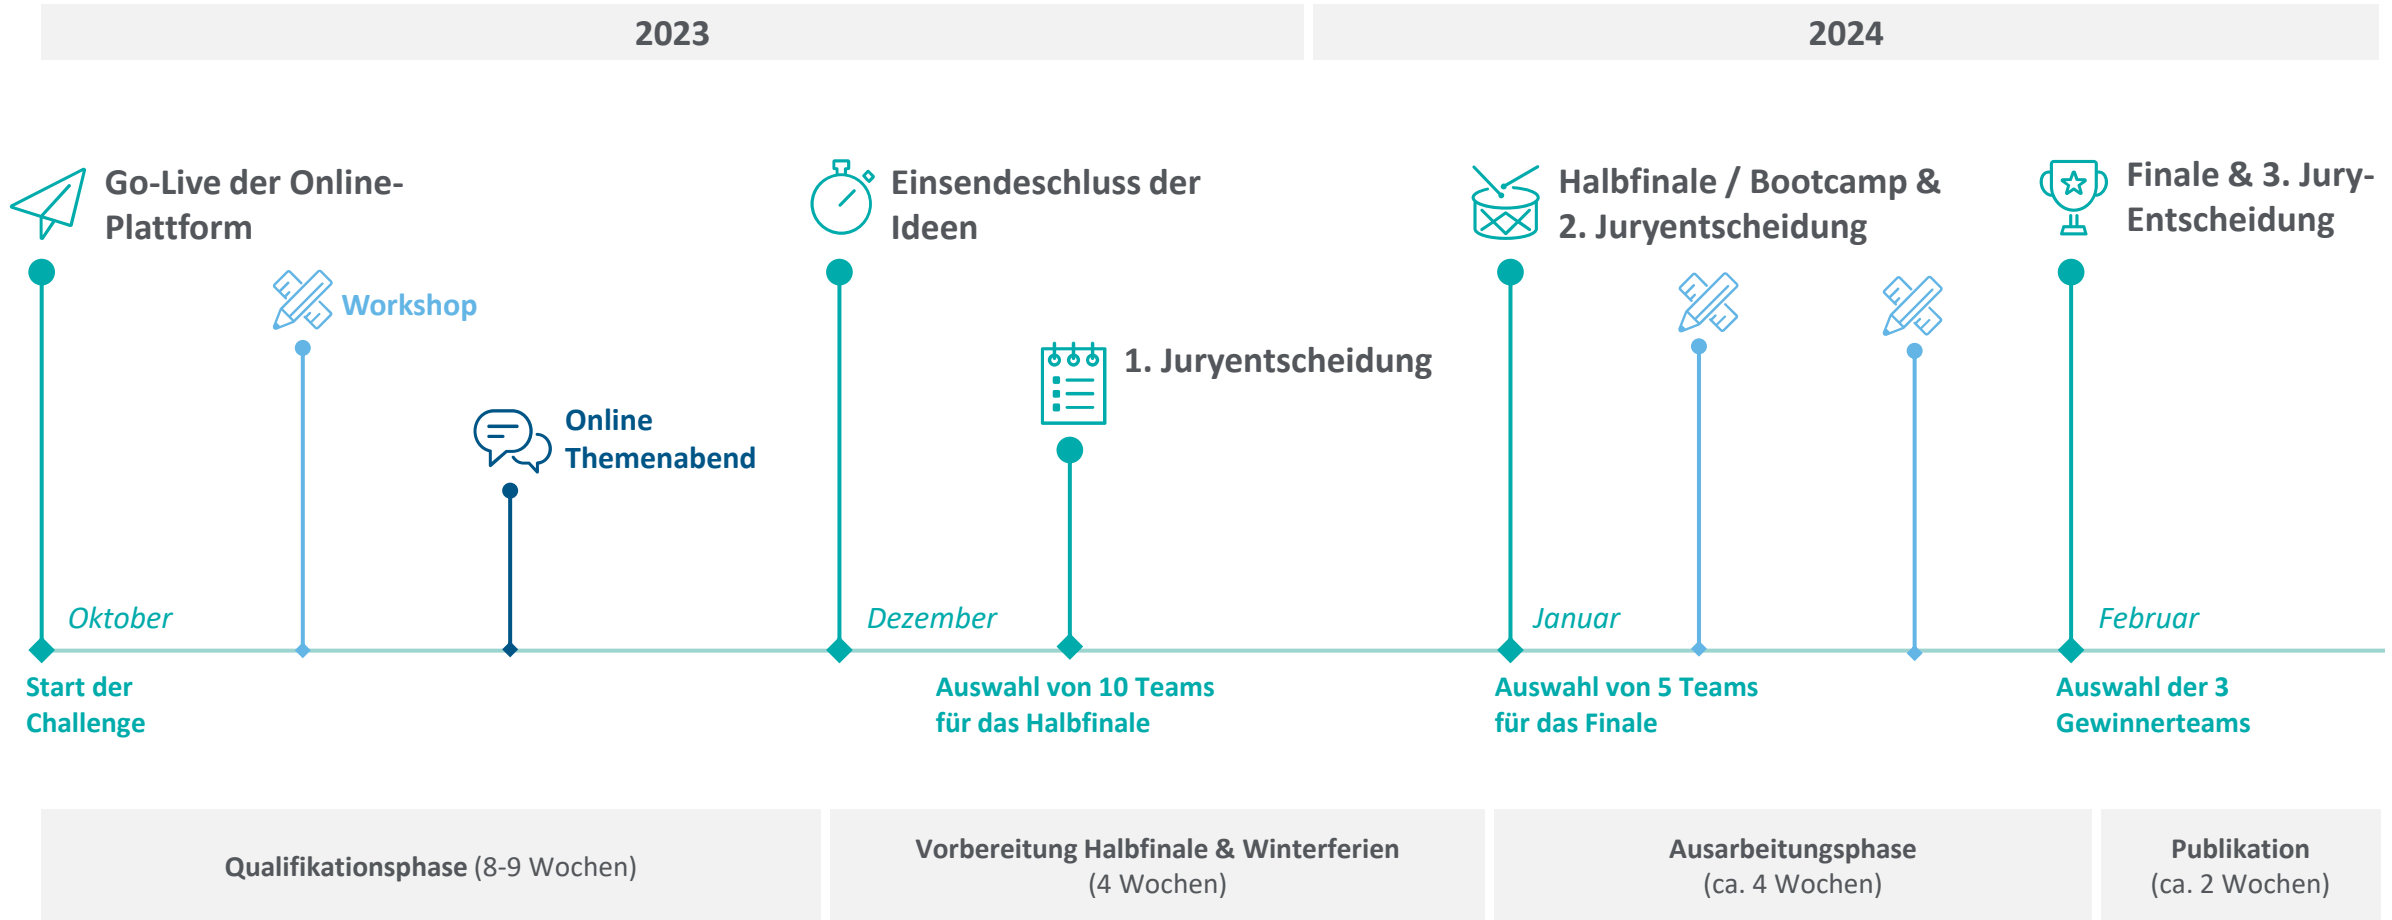 2023
2024
Go-Live der Online-
Plattform
Einsendeschluss der
Ideen
Halbfinale / Bootcamp &
2. Juryentscheidung
Finale & 3. Jury-
Entscheidung
Workshop
1. Juryentscheidung
Online
Themenabend
Oktober
Dezember
Januar
Februar
Start der
Challenge
Auswahl von 10 Teams
für das Halbfinale
Auswahl von 5 Teams
für das Finale
Auswahl der 3
Gewinnerteams
Qualifikationsphase (8-9 Wochen)
Vorbereitung Halbfinale & Winterferien
(4 Wochen)
Ausarbeitungsphase
(ca. 4 Wochen)
Publikation
(ca. 2 Wochen)